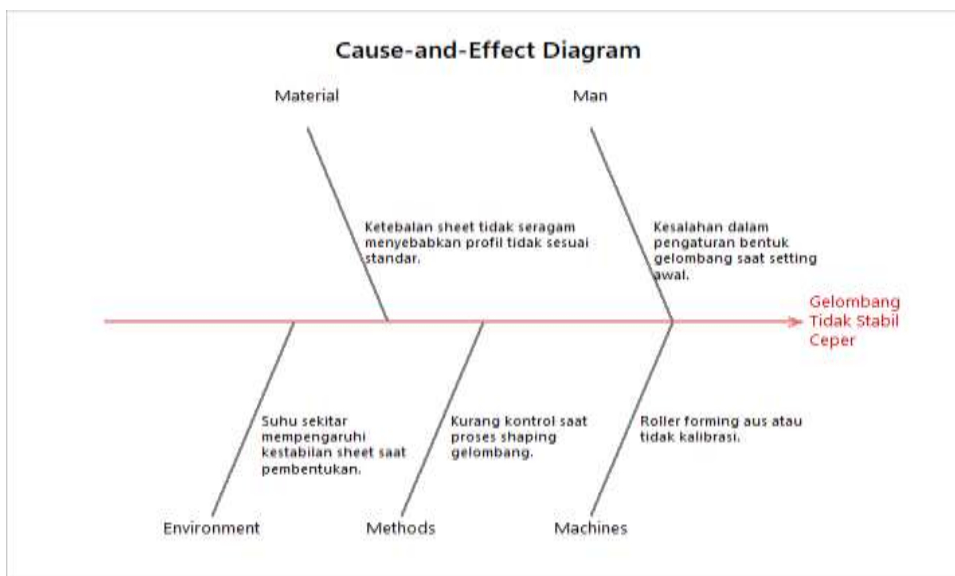 Cause-and-Effect Diagram
Material
Man
Ketebalan sheet tidak seragam
menyebabkan profil tidak sesuai
standar.
Kesalahan dalam
pengaturan bentuk
gelombang saat setting
awal.
Gelombang
Tidak Stabil
Ceper
Suhu sekitar
mempengaruhi
kestabilan sheet saat
pembentukan.
Kurang kontrol saat
proses shaping
gelombang.
Roller forming aus atau
tidak kalibrasi.
Environment
Methods
Machines